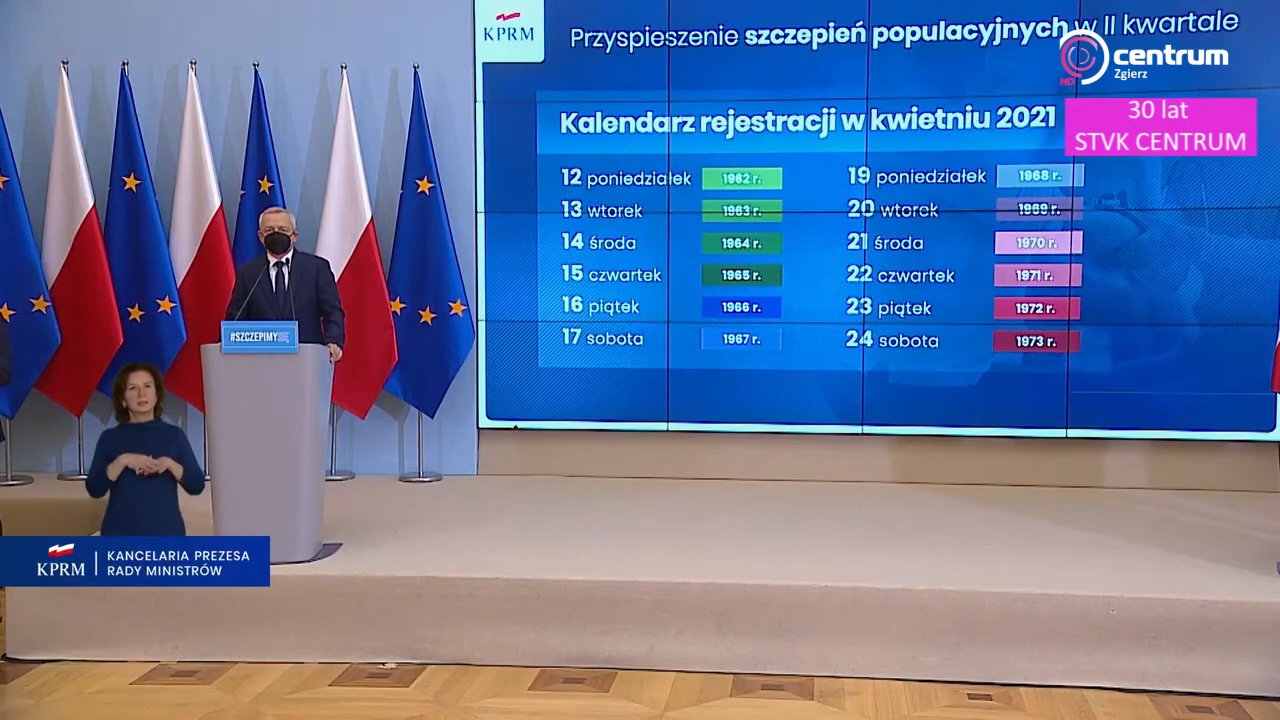 KPRM
Przyspieszenie szczepień populacyjnych w II kwartale
HD
centrum
Zgierz
30 lat
STVK CENTRUM
Kalendarz rejestracji w kwietniu 2021
12 poniedziałek 1962 r.
13 wtorek 1963 r.
14 środa 1964 r.
15 czwartek 1965 r.
16 piątek 1966 r.
17 sobota 1967 r.
19 poniedziałek 1968 r.
20 wtorek 1969 r.
21 środa 1970 r.
22 czwartek 1971 r.
23 piątek 1972 r.
24 sobota 1973 r.
#SZCZEPIMY
KPRM
KANCELARIA PREZESA
RADY MINISTRÓW